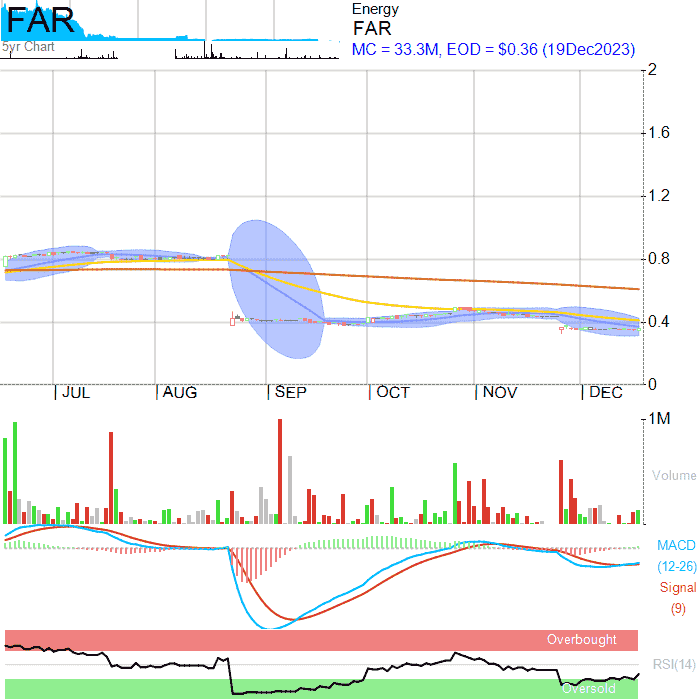 FAR
5yr Chart
Energy
FAR
MC = 33.3M, EOD = $0.36 (19Dec2023)
2
1.6
1.2
0.8
0.4
0
JUL AUG SEP OCT NOV DEC
1M
Volume
MACD
(12-26)
Signal
(9)
Overbought
RSI(14)
Oversold